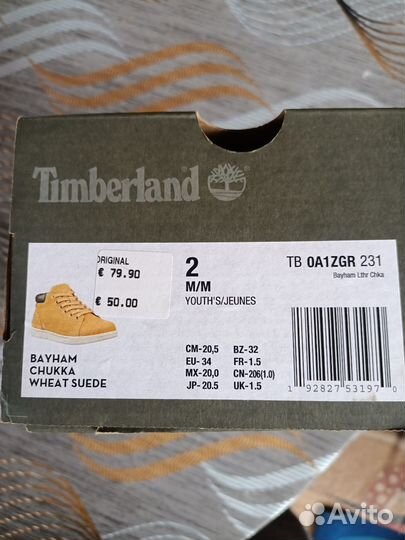 Timberland
ORIGINAL
€ 79.90
€ 50.00
2
M/M
YOUTH'S/JEUNES
TB 0A1ZGR 231
Bayham Lthr Chka
BAYHAM
CHUKKA
WHEAT SUEDE
CM-20,5 BZ-32
EU-34 FR-1.5
MX-20,0 CN-206(1.0)
JP-20.5 UK-1.5
1 92827 53197 0
Avito